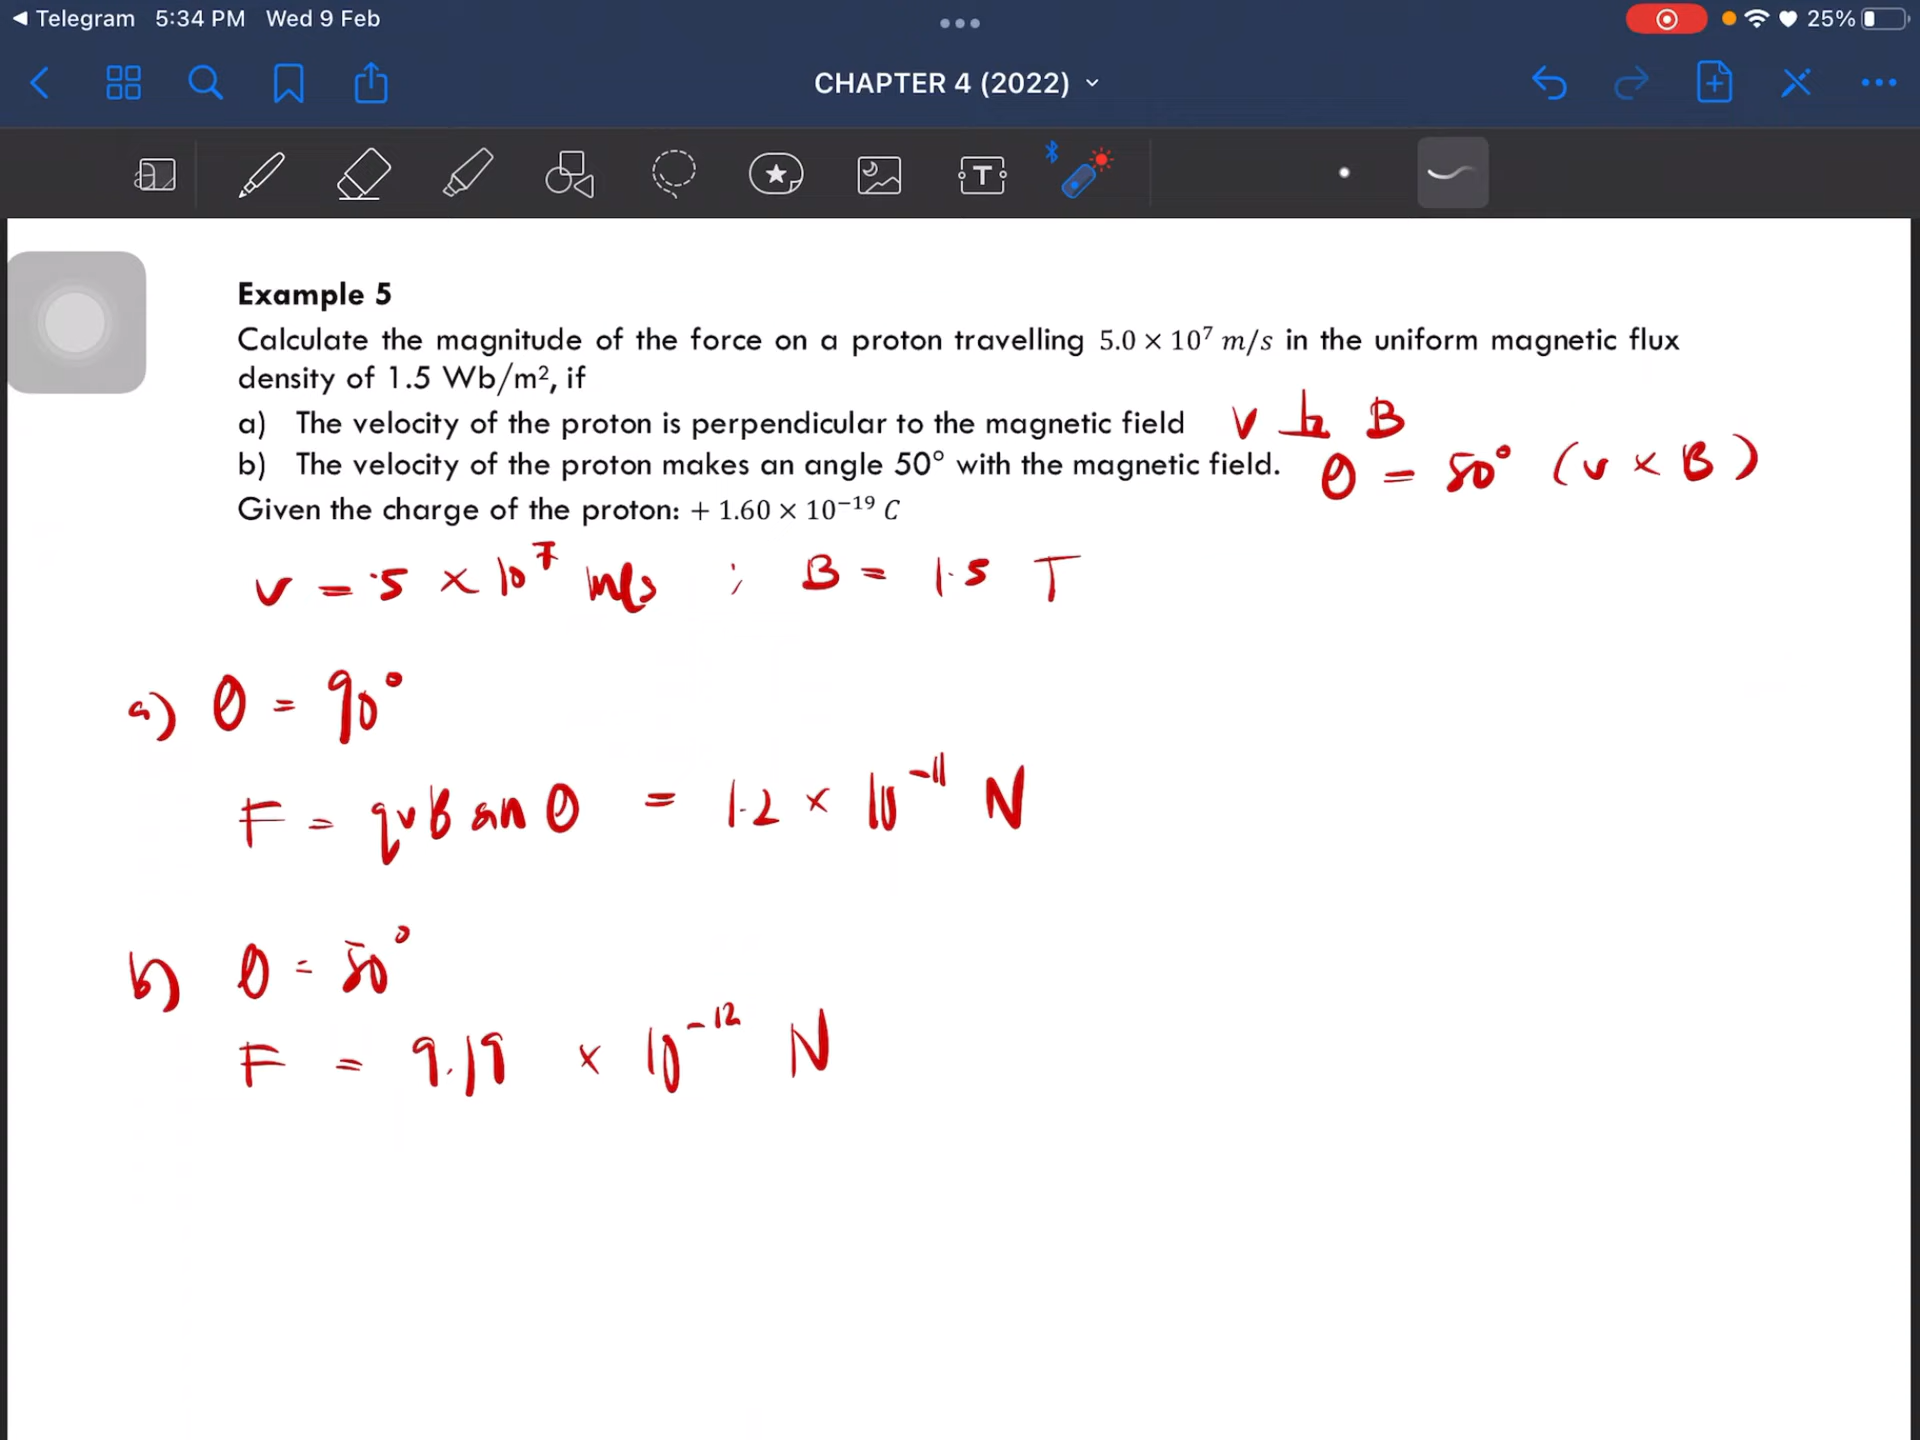 Telegram 5:34 PM Wed 9 Feb 25%
CHAPTER 4 (2022)
Example 5
Calculate the magnitude of the force on a proton travelling 5.0 × 10⁷ m/s in the uniform magnetic flux
density of 1.5 Wb/m², if
a) The velocity of the proton is perpendicular to the magnetic field V ⊥ B
b) The velocity of the proton makes an angle 50° with the magnetic field. θ = 50° (v × B)
Given the charge of the proton: + 1.60 × 10⁻¹⁹ C
v = 5 × 10⁷ m/s ; B = 1.5 T
a) θ = 90°
F = qvB sin θ = 1.2 × 10⁻¹¹ N
b) θ = 50°
F = 9.19 × 10⁻¹² N